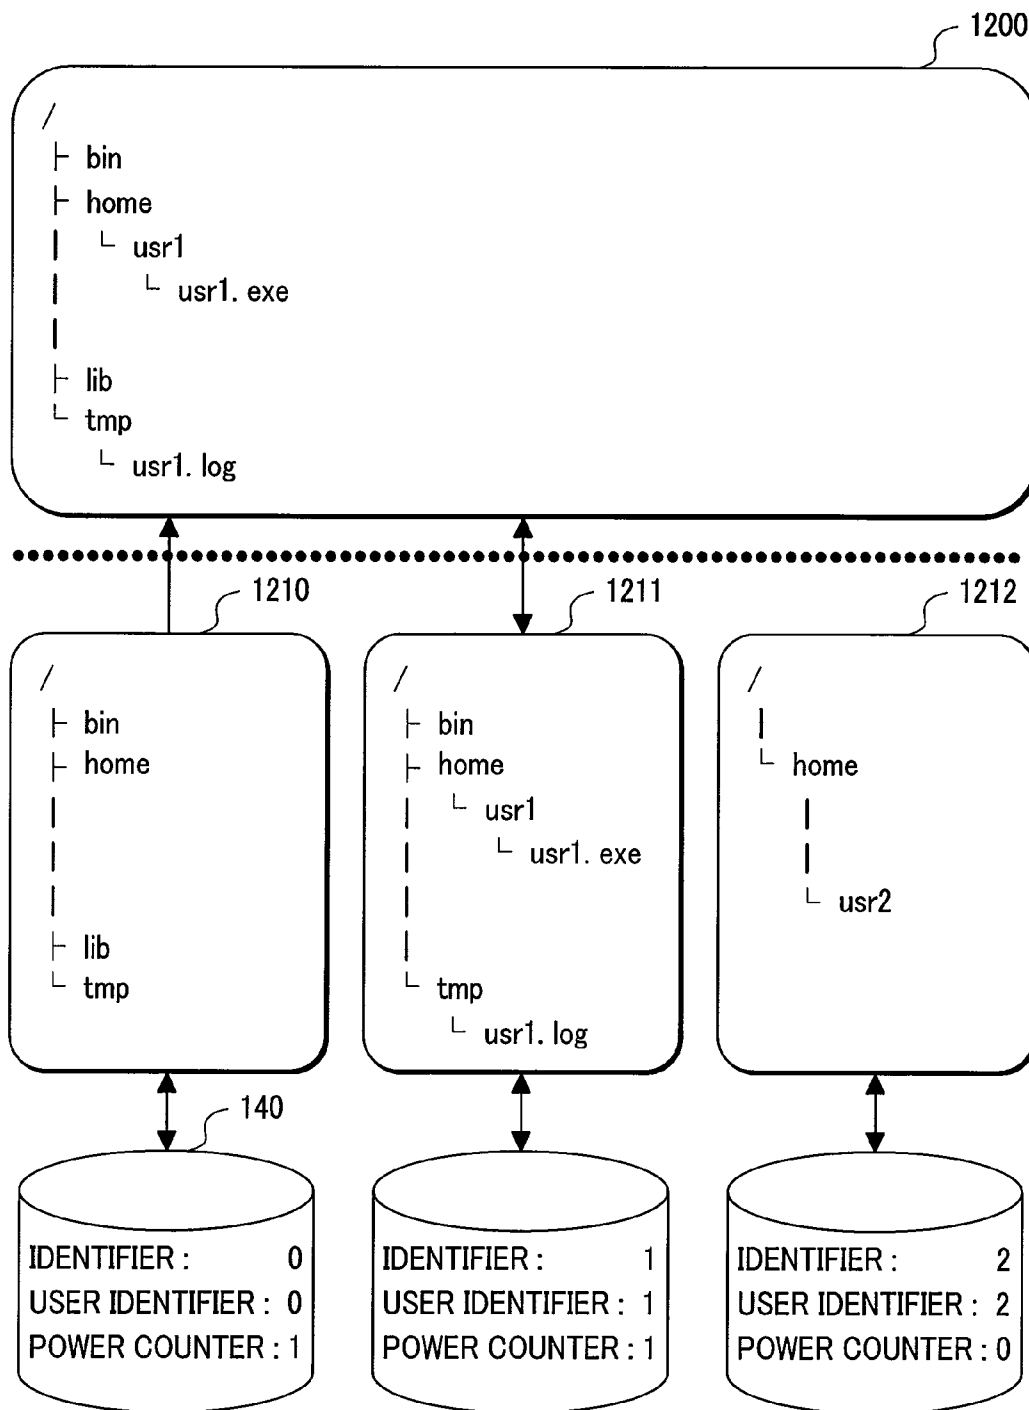 1200
/
├ bin
├ home
│ └ usr1
│ └ usr1. exe
│
├ lib
└ tmp
└ usr1. log
1210
/
├ bin
├ home
│
│
│
├ lib
└ tmp
1211
/
├ bin
├ home
│ └ usr1
│ └ usr1. exe
│
│
└ tmp
└ usr1. log
1212
/
│
└ home
│
│
└ usr2
140
IDENTIFIER : 0
USER IDENTIFIER : 0
POWER COUNTER : 1
IDENTIFIER : 1
USER IDENTIFIER : 1
POWER COUNTER : 1
IDENTIFIER : 2
USER IDENTIFIER : 2
POWER COUNTER : 0